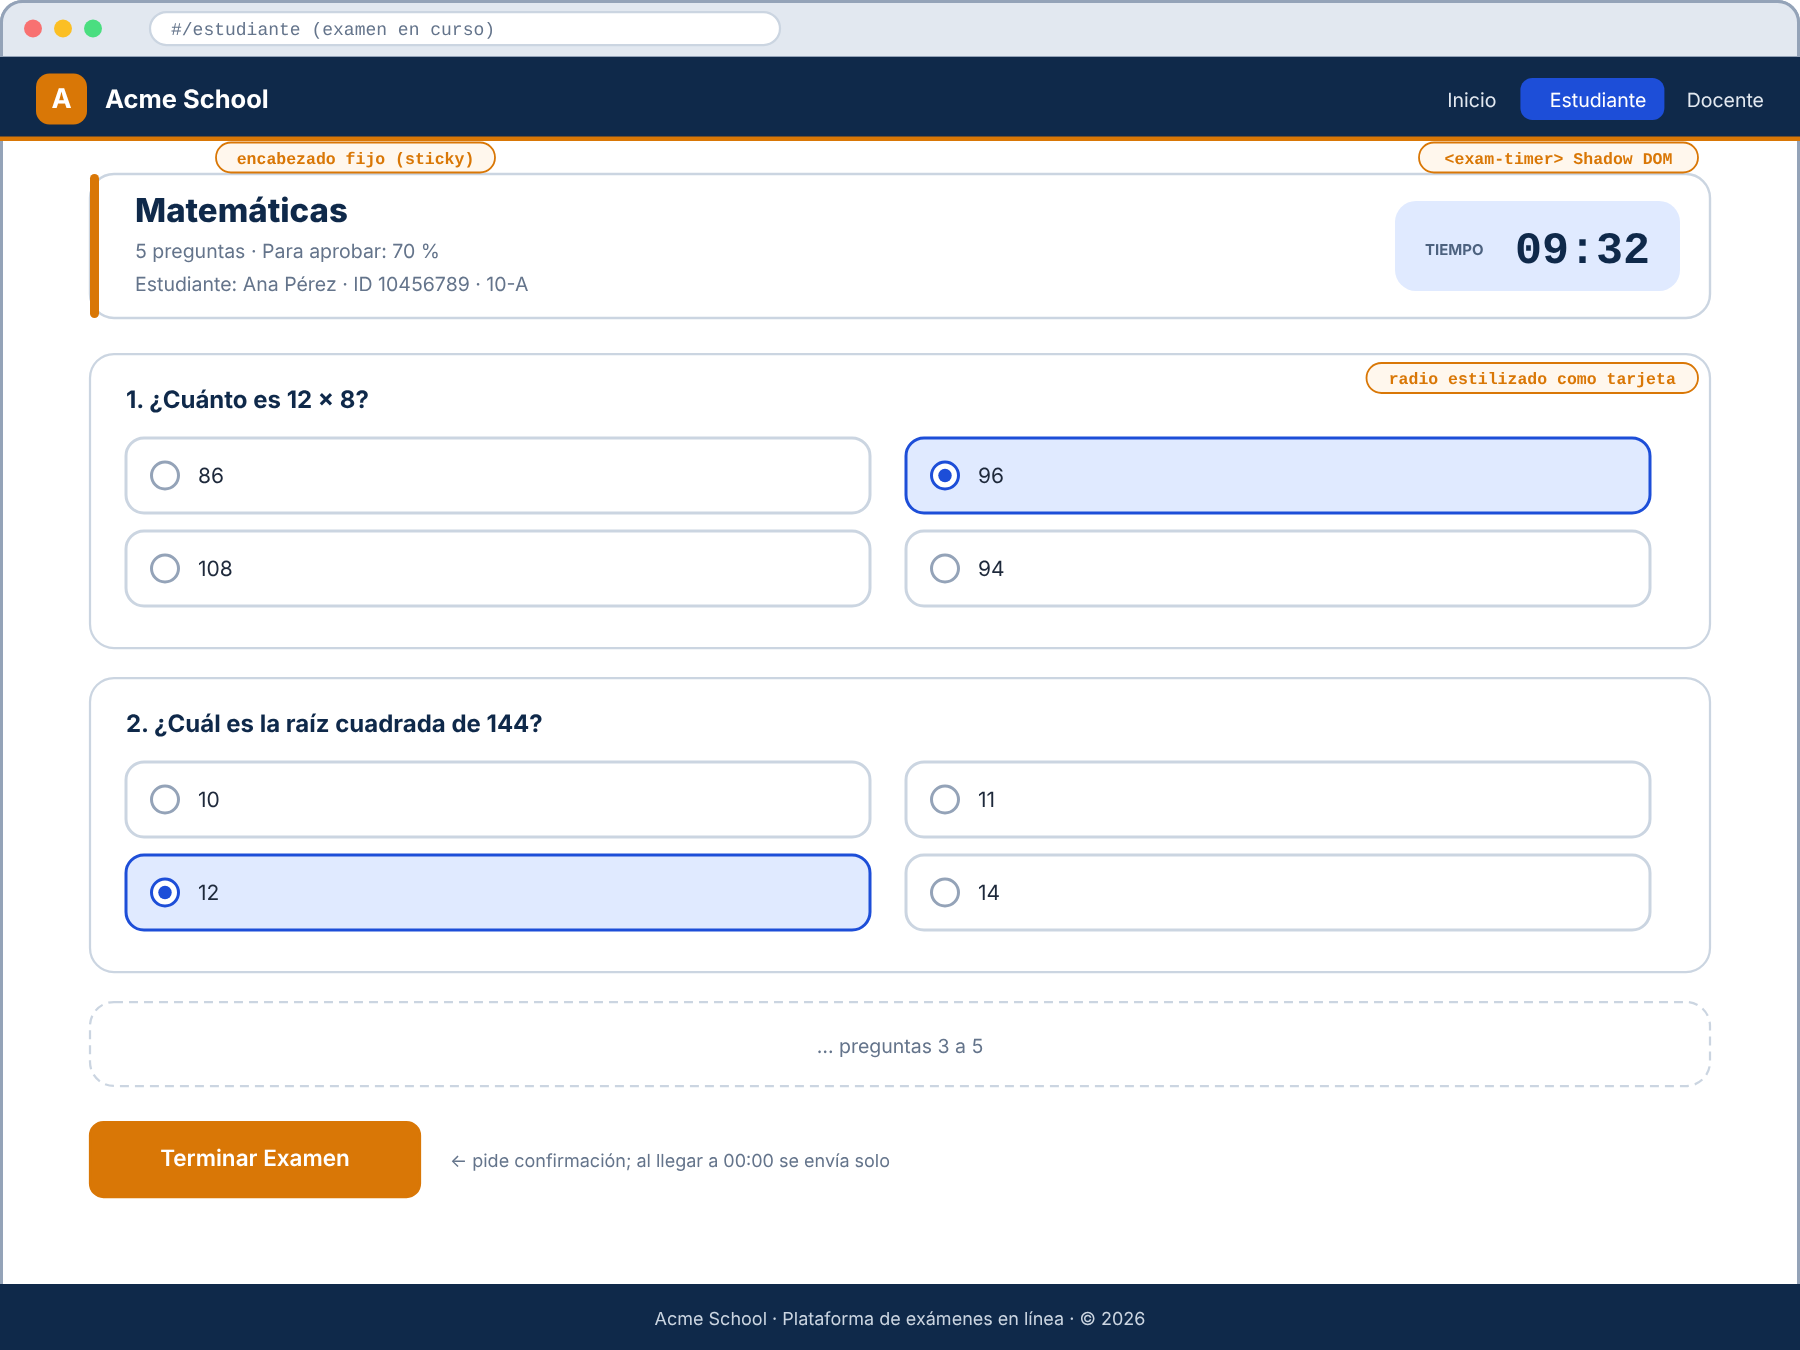 #/estudiante (examen en curso)
A Acme School
Inicio Estudiante Docente
encabezado fijo (sticky)
<exam-timer> Shadow DOM
Matemáticas
5 preguntas · Para aprobar: 70 %
Estudiante: Ana Pérez · ID 10456789 · 10-A
TIEMPO 09:32
radio estilizado como tarjeta
1. ¿Cuánto es 12 × 8?
86
96
108
94
2. ¿Cuál es la raíz cuadrada de 144?
10
11
12
14
... preguntas 3 a 5
Terminar Examen
← pide confirmación; al llegar a 00:00 se envía solo
Acme School · Plataforma de exámenes en línea · © 2026